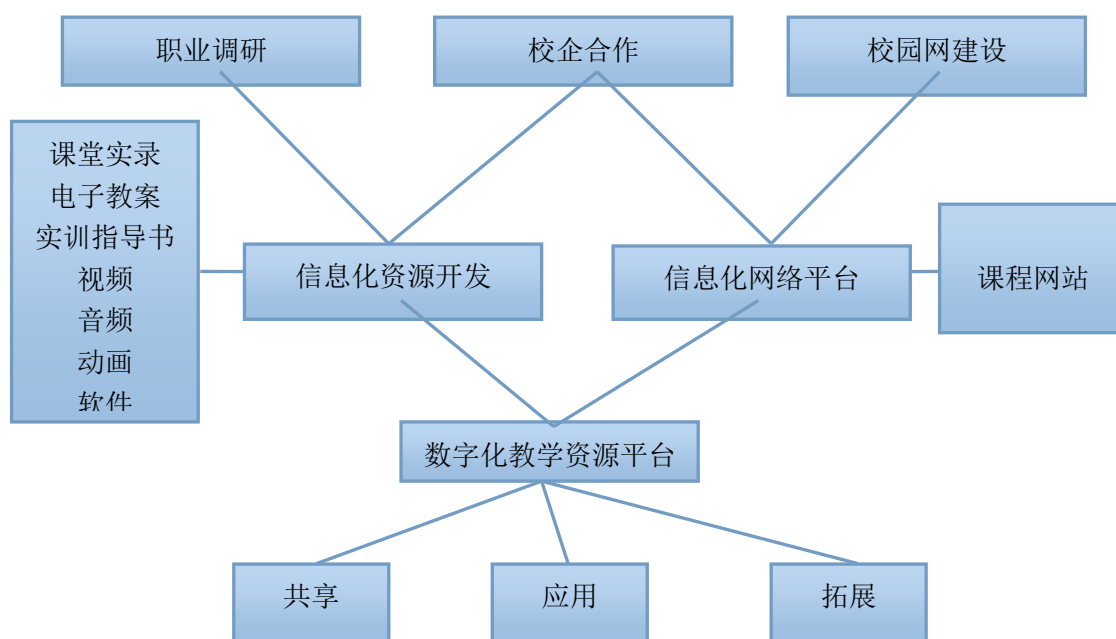 职业调研
校企合作
校园网建设
课堂实录
电子教案
实训指导书
视频
音频
动画
软件
信息化资源开发
信息化网络平台
课程网站
数字化教学资源平台
共享
应用
拓展